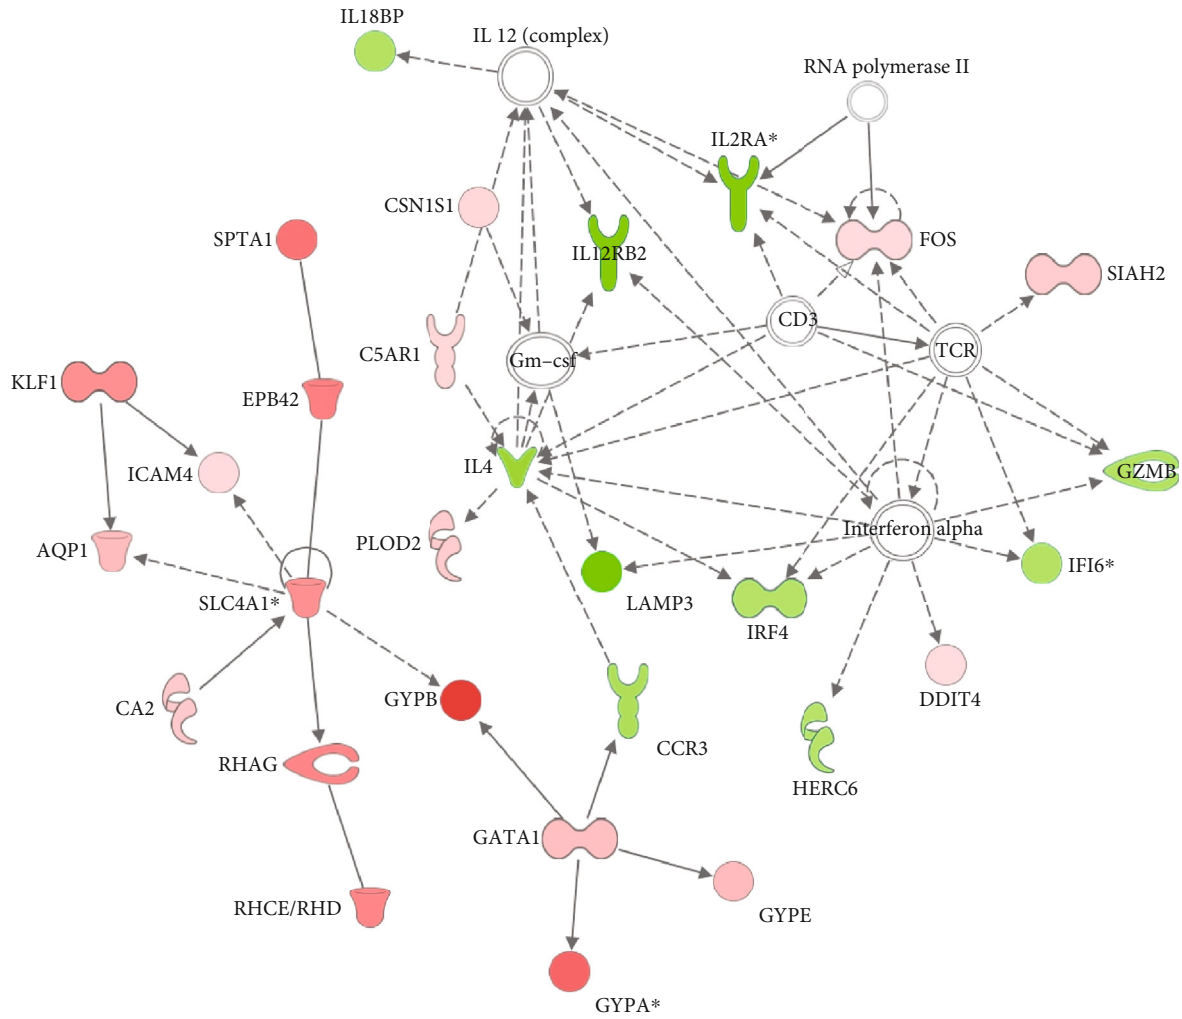 IL18BP
IL 12 (complex)
RNA polymerase II
IL2RA*
CSN1S1
SPTA1
IL12RB2
FOS
SIAH2
CD3
TCR
C5AR1
Gm-csf
KLF1
EPB42
IL4
ICAM4
GZMB
Interferon alpha
AQP1
PLOD2
IFI6*
SLC4A1*
LAMP3
IRF4
CA2
GYPB
DDIT4
CCR3
RHAG
HERC6
GATA1
RHCE/RHD
GYPE
GYPA*